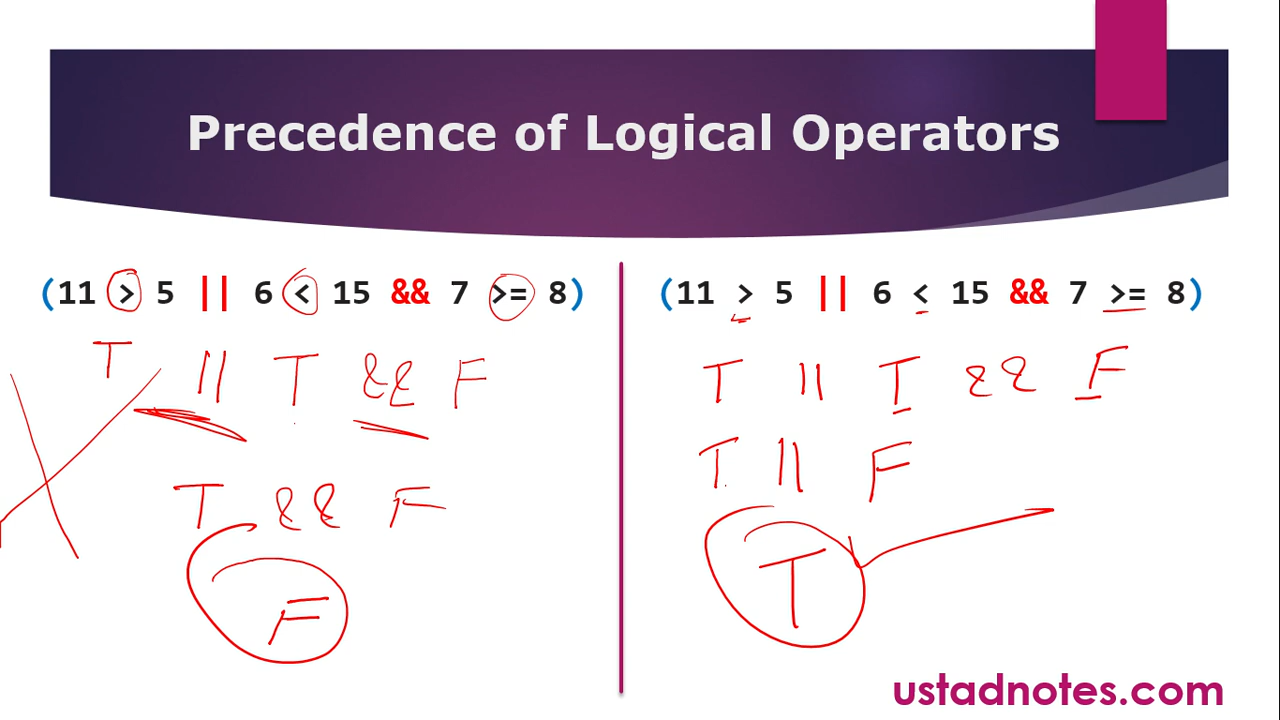 Precedence of Logical Operators
(11 > 5 || 6 < 15 && 7 >= 8)
T || T && F
T && F
F
(11 > 5 || 6 < 15 && 7 >= 8)
T || T && F
T || F
T
ustadnotes.com